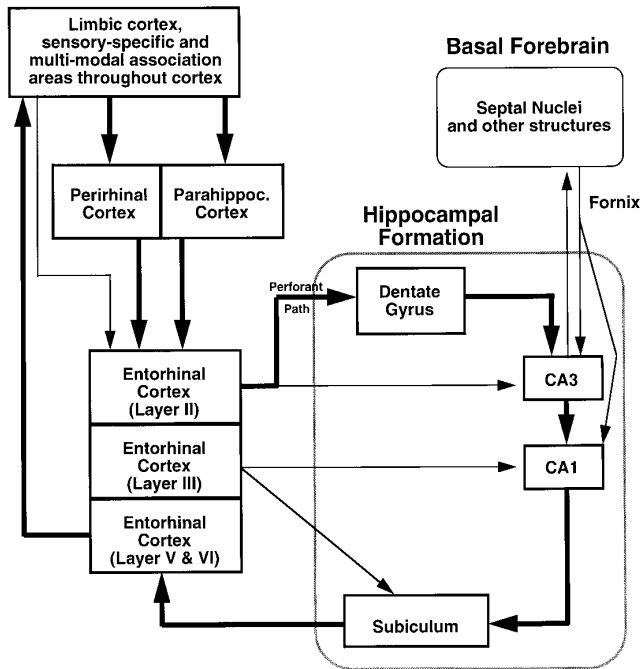 Limbic cortex,
sensory-specific and
multi-modal association
areas throughout cortex
Basal Forebrain
Septal Nuclei
and other structures
Perirhinal
Cortex
Parahippoc.
Cortex
Fornix
Hippocampal
Formation
Perforant
Path
Dentate
Gyrus
Entorhinal
Cortex
(Layer II)
CA3
Entorhinal
Cortex
(Layer III)
CA1
Entorhinal
Cortex
(Layer V & VI)
Subiculum